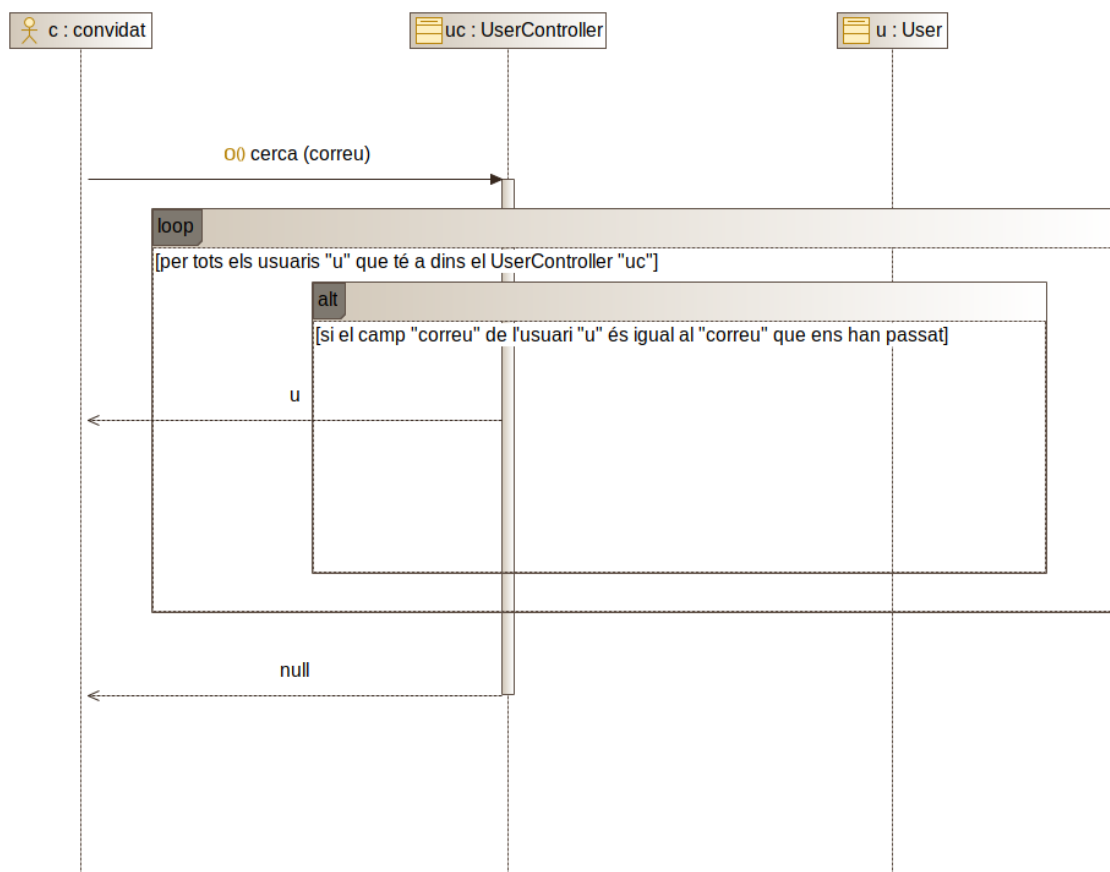 c : convidat
uc : UserController
u : User
O() cerca (correu)
loop
[per tots els usuaris "u" que té a dins el UserController "uc"]
alt
[si el camp "correu" de l'usuari "u" és igual al "correu" que ens han passat]
u
null